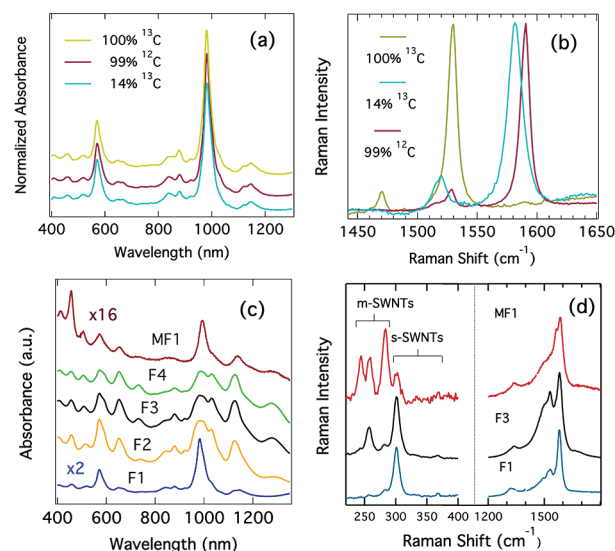 (a)
100% ¹³C
99% ¹²C
14% ¹³C
Normalized Absorbance
400 600 800 1000 1200
Wavelength (nm)
(b)
100% ¹³C
14% ¹³C
99% ¹²C
Raman Intensity
1450 1500 1550 1600 1650
Raman Shift (cm⁻¹)
(c)
x16
MF1
F4
F3
F2
x2
F1
Absorbance (a.u.)
400 600 800 1000 1200
Wavelength (nm)
(d)
m-SWNTs
s-SWNTs
MF1
F3
F1
Raman Intensity
250 300 350 400 1200 1500
Raman Shift (cm⁻¹)